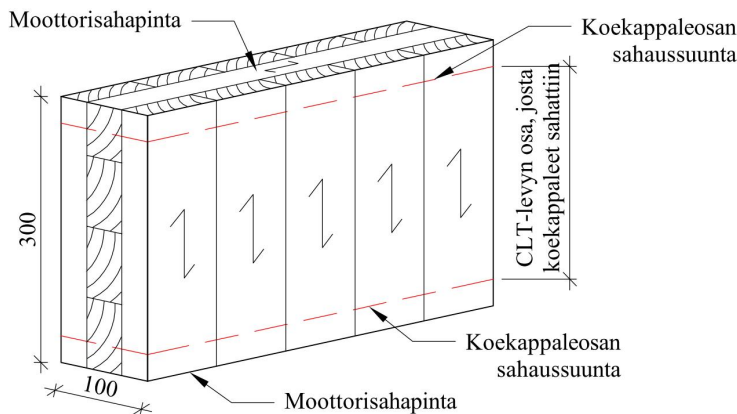 Moottorisahapinta
Koekappaleosan
sahaussuunta
CLT-levyn osa, josta
koekappaleet sahattiin
300
100
Koekappaleosan
sahaussuunta
Moottorisahapinta